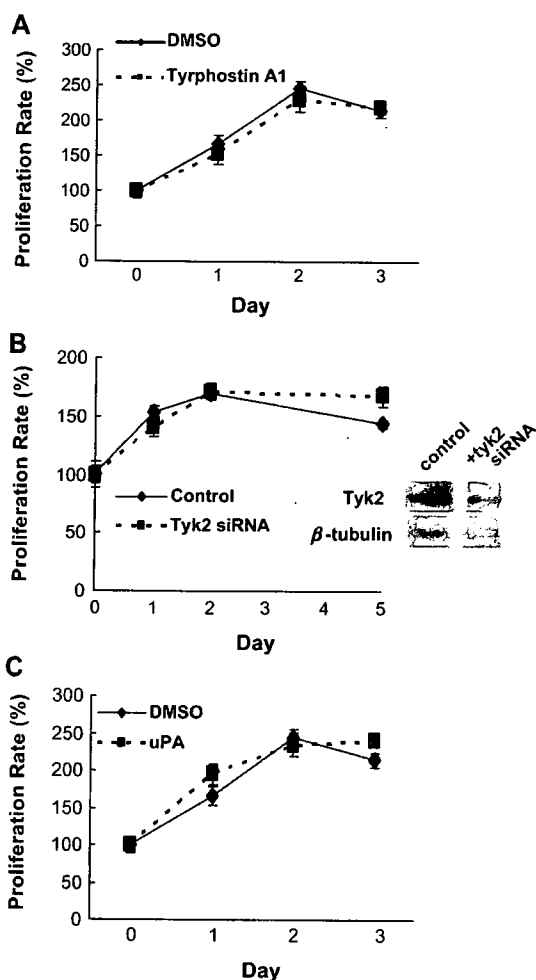 A
DMSO
Tyrphostin A1
Proliferation Rate (%)
300
250
200
150
100
50
0
0 1 2 3
Day
B
Proliferation Rate (%)
200
150
100
50
0
Control
Tyk2 siRNA
0 1 2 3 4 5
Day
control
+tyk2
siRNA
Tyk2
β-tubulin
C
DMSO
uPA
Proliferation Rate (%)
300
250
200
150
100
50
0
0 1 2 3
Day